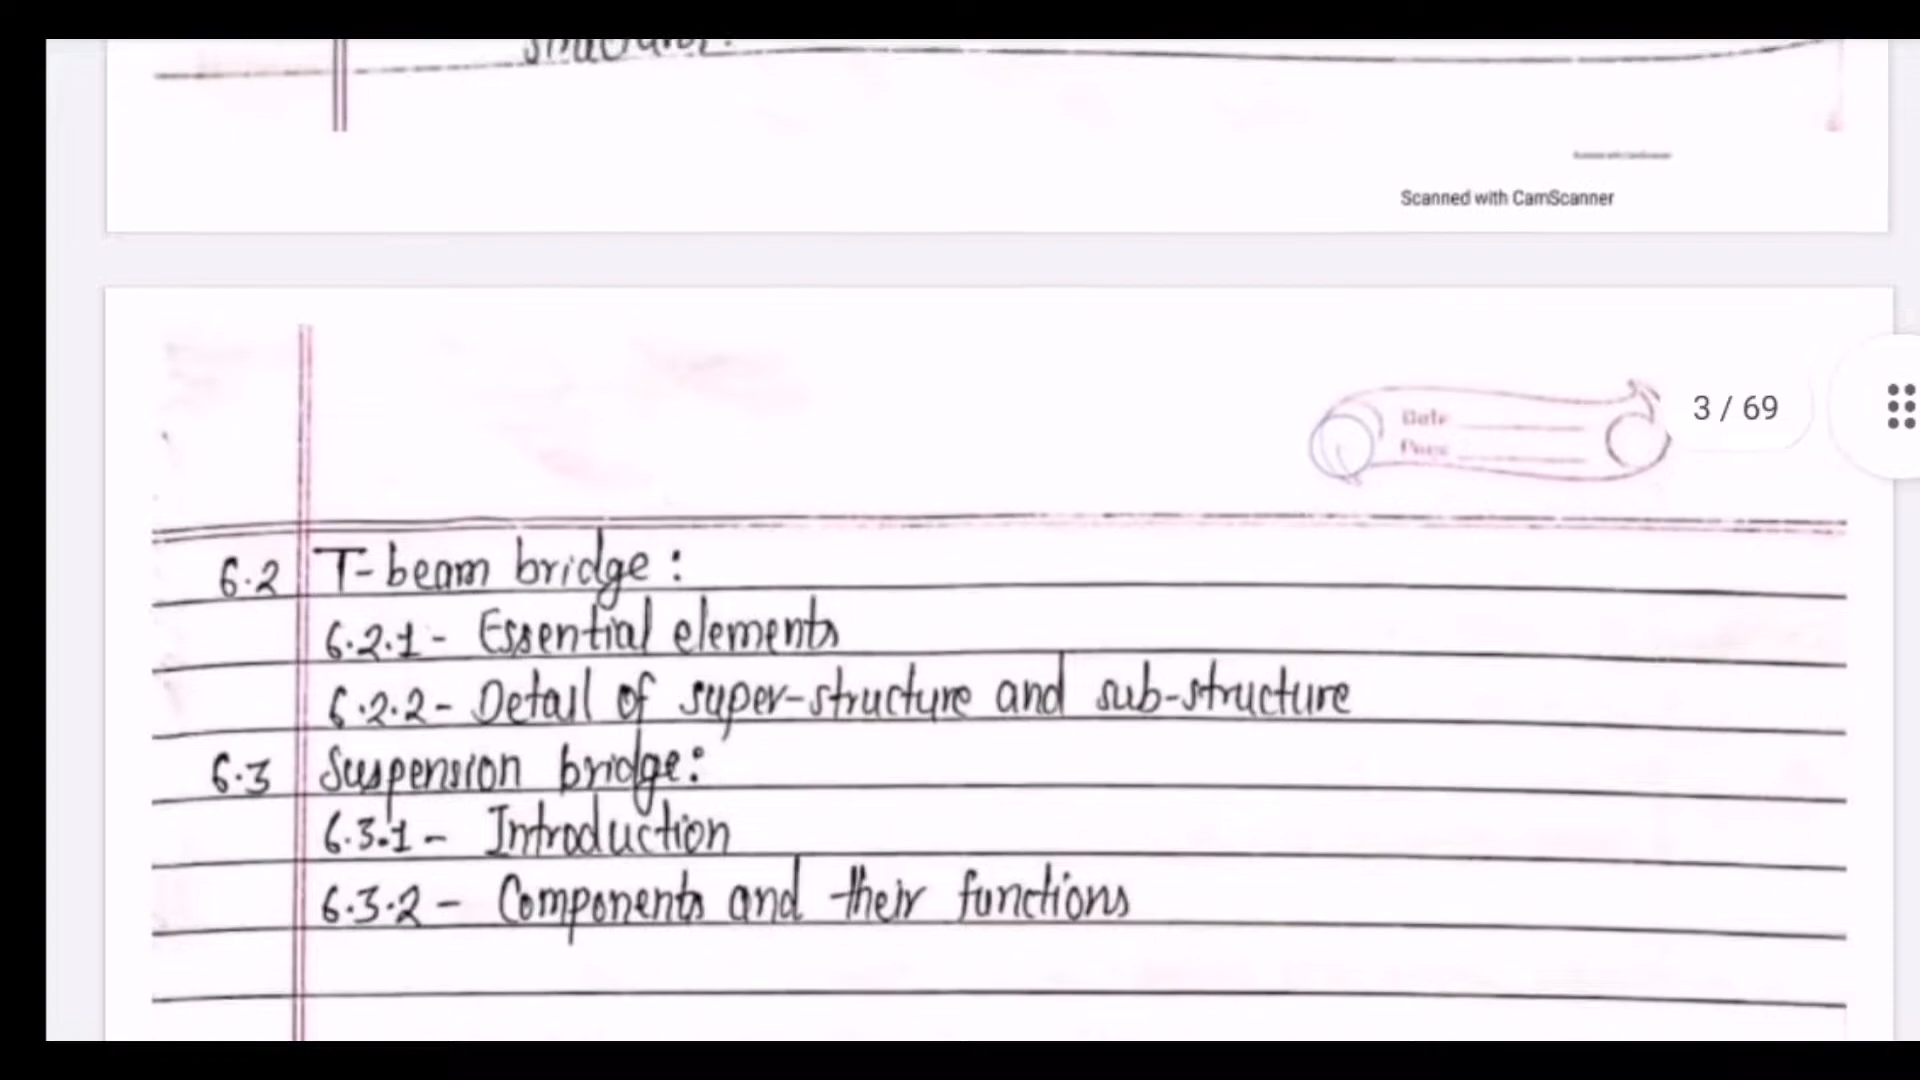 Scanned with CamScanner
3 / 69
Date
6.2 T-beam bridge :
6.2.1 - Essential elements
6.2.2 - Detail of super-structure and sub-structure
6.3 Suspension bridge :
6.3.1 - Introduction
6.3.2 - Components and their functions